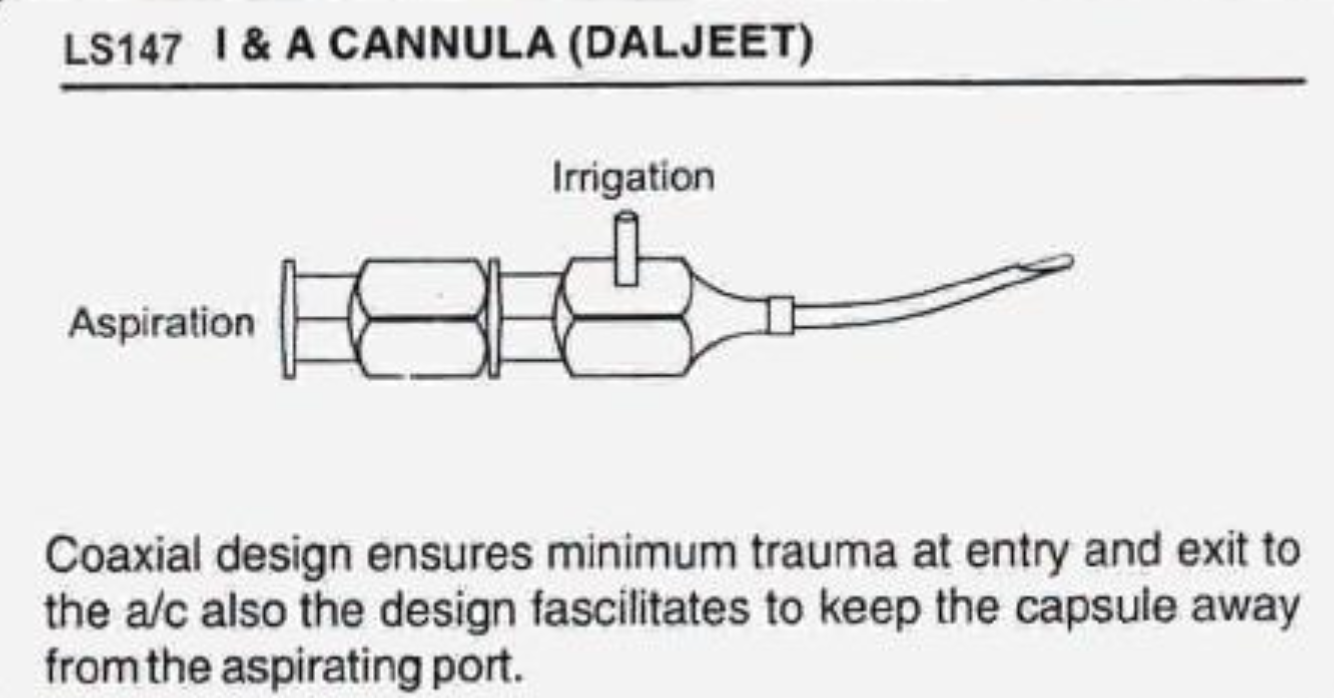 LS147 I & A CANNULA (DALJEET)
Irrigation
Aspiration
Coaxial design ensures minimum trauma at entry and exit to
the a/c also the design fascilitates to keep the capsule away
from the aspirating port.